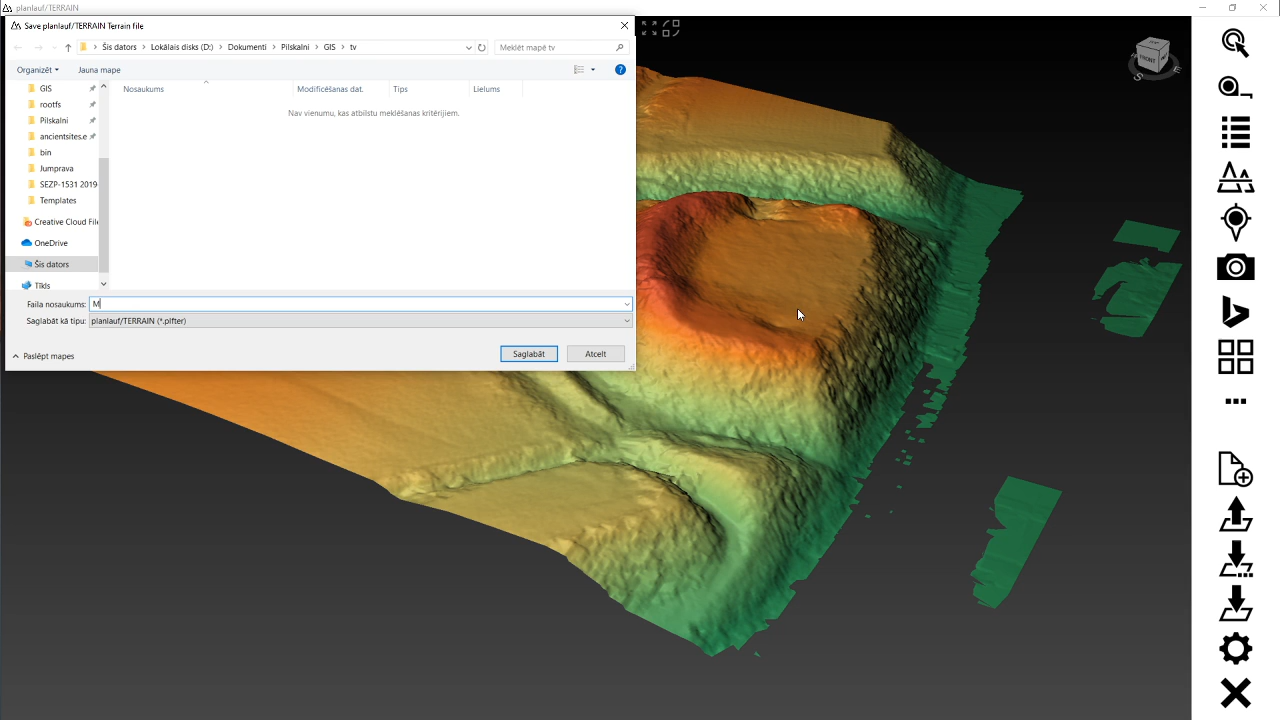 planlauf/TERRAIN
Save planlauf/TERRAIN Terrain file
Šis dators > Lokālais disks (D:) > Dokumenti > Pilskalni > GIS > tv
Meklēt mapē tv
Organizēt
Jauna mape
?
GIS
rootfs
Pilskalni
ancientsites.e
bin
Jumprava
SEZP-1531 2019-
Templates
Creative Cloud File
OneDrive
Šis dators
Tīkls
Nosaukums
Modificēšanas dat.
Tips
Lielums
Nav vienumu, kas atbilstu meklēšanas kritērijiem.
Faila nosaukums: M
Saglabāt kā tipu: planlauf/TERRAIN (*.plfter)
Paslēpt mapes
Saglabāt
Atcelt
FRONT
S
E